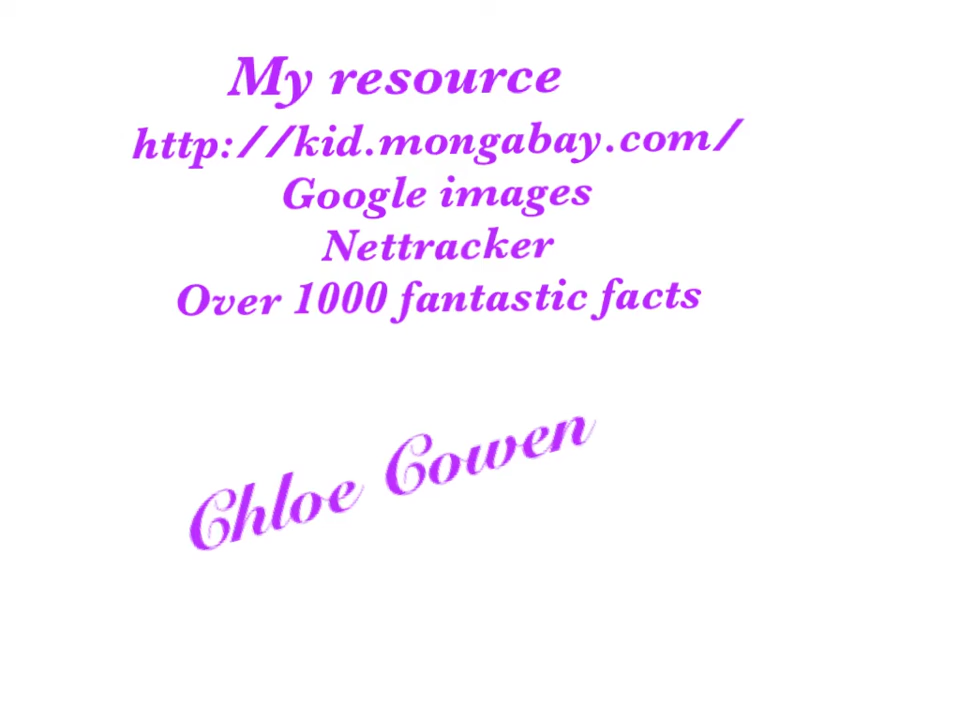 My resource
http://kid.mongabay.com/
Google images
Nettracker
Over 1000 fantastic facts
Chloe Cowen